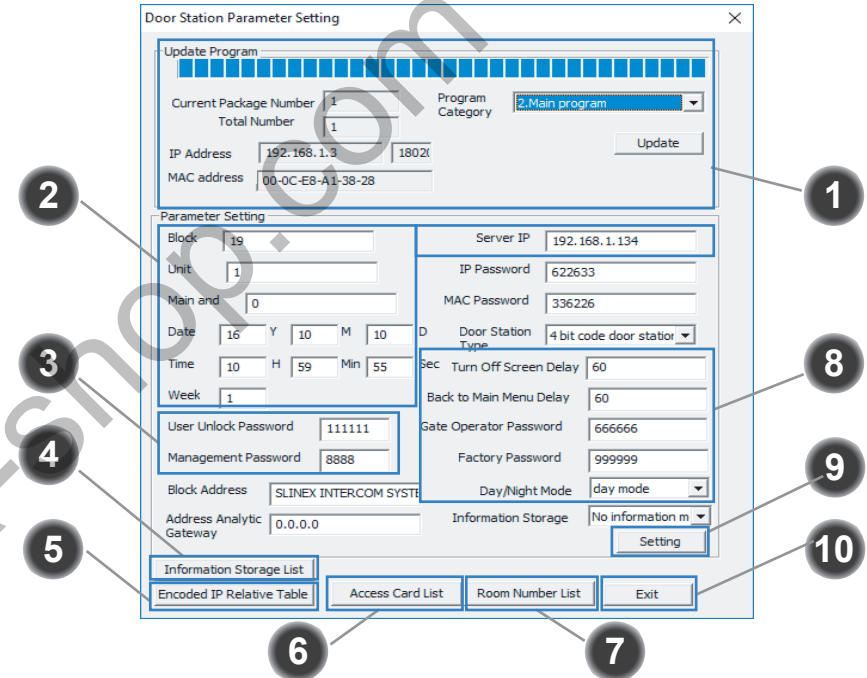 Door Station Parameter Setting
Update Program
Current Package Number 1
Program Category 2.Main program
Total Number 1
Update
IP Address 192.168.1.3 1802
MAC address 00-0C-E8-A1-38-28
1
2
Parameter Setting
Block 19
Server IP 192.168.1.134
Unit 1
IP Password 622633
Main and 0
MAC Password 336226
Date 16 Y 10 M 10 D
Door Station Type 4 bit code door station
3
Time 10 H 59 Min 55 Sec
Turn Off Screen Delay 60
8
Week 1
Back to Main Menu Delay 60
User Unlock Password 111111
Gate Operator Password 666666
4
Management Password 8888
Factory Password 999999
9
Block Address SLINEX INTERCOM SYSTE
Day/Night Mode day mode
Address Analytic Gateway 0.0.0.0
Information Storage No information m
Setting
5
10
Information Storage List
Encoded IP Relative Table
Access Card List
Room Number List
Exit
6
7
snop.com